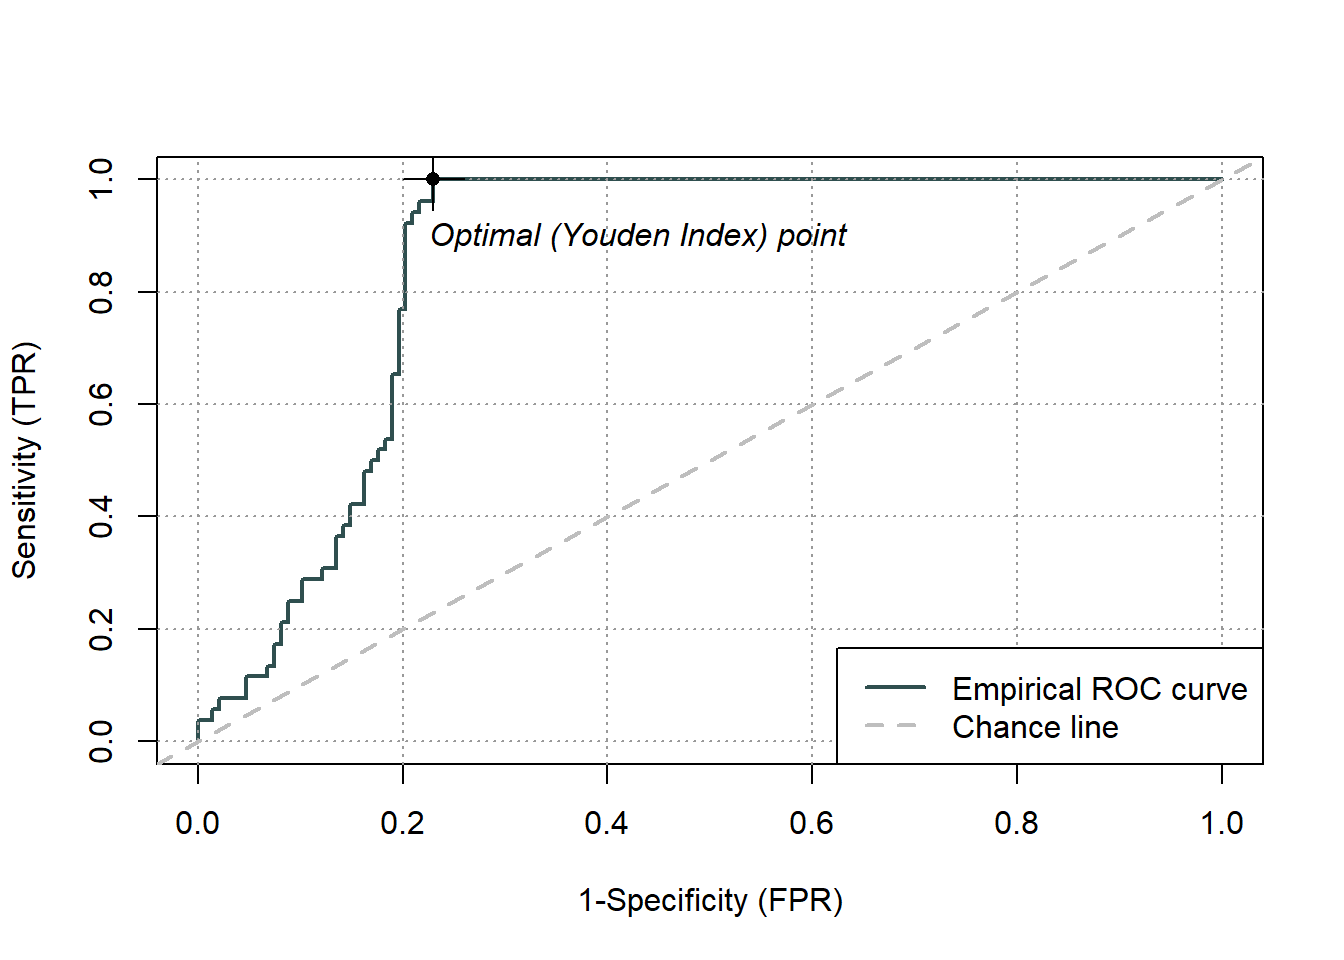 1.0
0.8
0.6
0.4
0.2
0.0
Sensitivity (TPR)
Optimal (Youden Index) point
Empirical ROC curve
Chance line
0.0 0.2 0.4 0.6 0.8 1.0
1-Specificity (FPR)